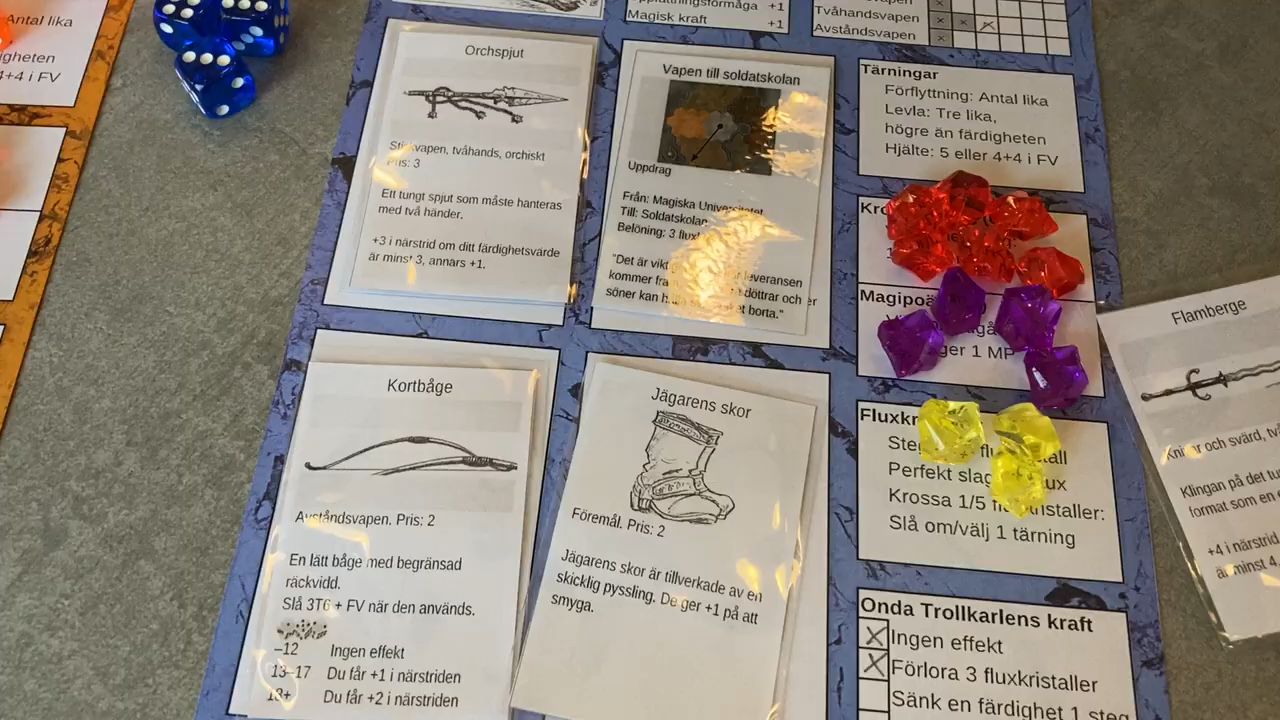 Antal lika
4+4 i FV
+1
Magisk kraft
+1
Tvåhandsvapen
Avståndsvapen
Orchspjut
Stickvapen, tvåhands, orchiskt
Pris: 3
Ett tungt spjut som måste hanteras
med två händer.
+3 i närstrid om ditt färdighetsvärde
är minst 3, annars +1.
Vapen till soldatskolan
Uppdrag
Från: Magiska Universitetet
Till: Soldatskolan
Belöning: 3
"Det är
leveransen
kommer
döttrar och
söner kan
borta."
Tärningar
Förflyttning: Antal lika
Levla: Tre lika,
högre än färdigheten
Hjälte: 5 eller 4+4 i FV
ger 1 MP
Perfekt
Krossa 1/5
Slå om/välj 1 tärning
Onda Trollkarlens kraft
X Ingen effekt
X Förlora 3 fluxkristaller
Sänk en färdighet 1 steg
Kortbåge
Avståndsvapen. Pris: 2
En lätt båge med begränsad
räckvidd.
Slå 3T6 + FV när den används.
–12 Ingen effekt
13–17 Du får +1 i närstriden
18+ Du får +2 i närstriden
Jägarens skor
Föremål. Pris: 2
Jägarens skor är tillverkade av en
skicklig pyssling. De ger +1 på att
smyga.
Flamberge
och svärd,
Klingan på det
format som en
+4 i närstrid
är minst 4,